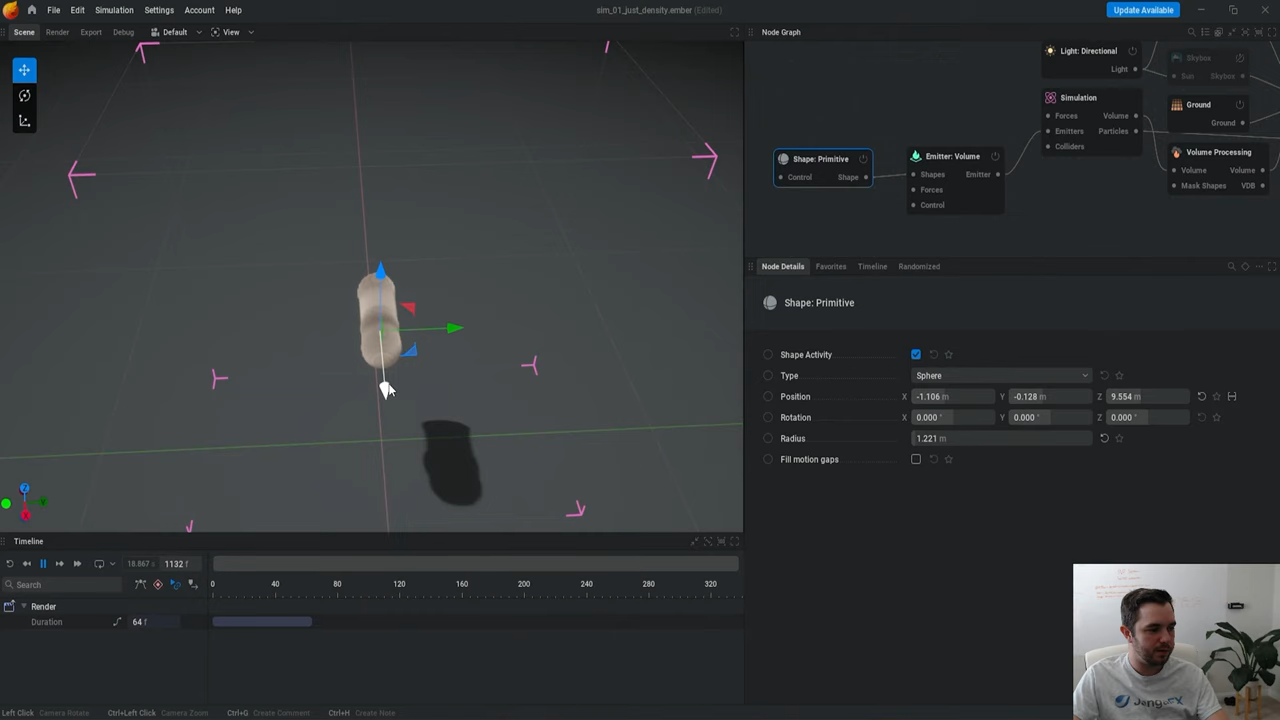 File Edit Simulation Settings Account Help
sim_01_just_density.ember (Edited)
Update Available
Scene Render Export Debug Default View
Node Graph
Light: Directional
Light
Skybox
Sun Skybox
Simulation
Forces Volume
Emitters Particles
Colliders
Ground
Ground
Volume Processing
Volume Volume
Mask Shapes VDB
Shape: Primitive
Control Shape
Emitter: Volume
Shapes Emitter
Forces
Control
Node Details Favorites Timeline Randomized
Shape: Primitive
Shape Activity
Type Sphere
Position X -1.106 m Y -0.128 m Z 9.554 m
Rotation X 0.000 ° Y 0.000 ° Z 0.000 °
Radius 1.221 m
Fill motion gaps
Z
Y
X
Timeline
18.867 s 1132 f
Search
0 40 80 120 160 200 240 280 320
Render
Duration 64 f
Left Click Camera Rotate Ctrl+Left Click Camera Zoom Ctrl+G Create Comment Ctrl+H Create Note